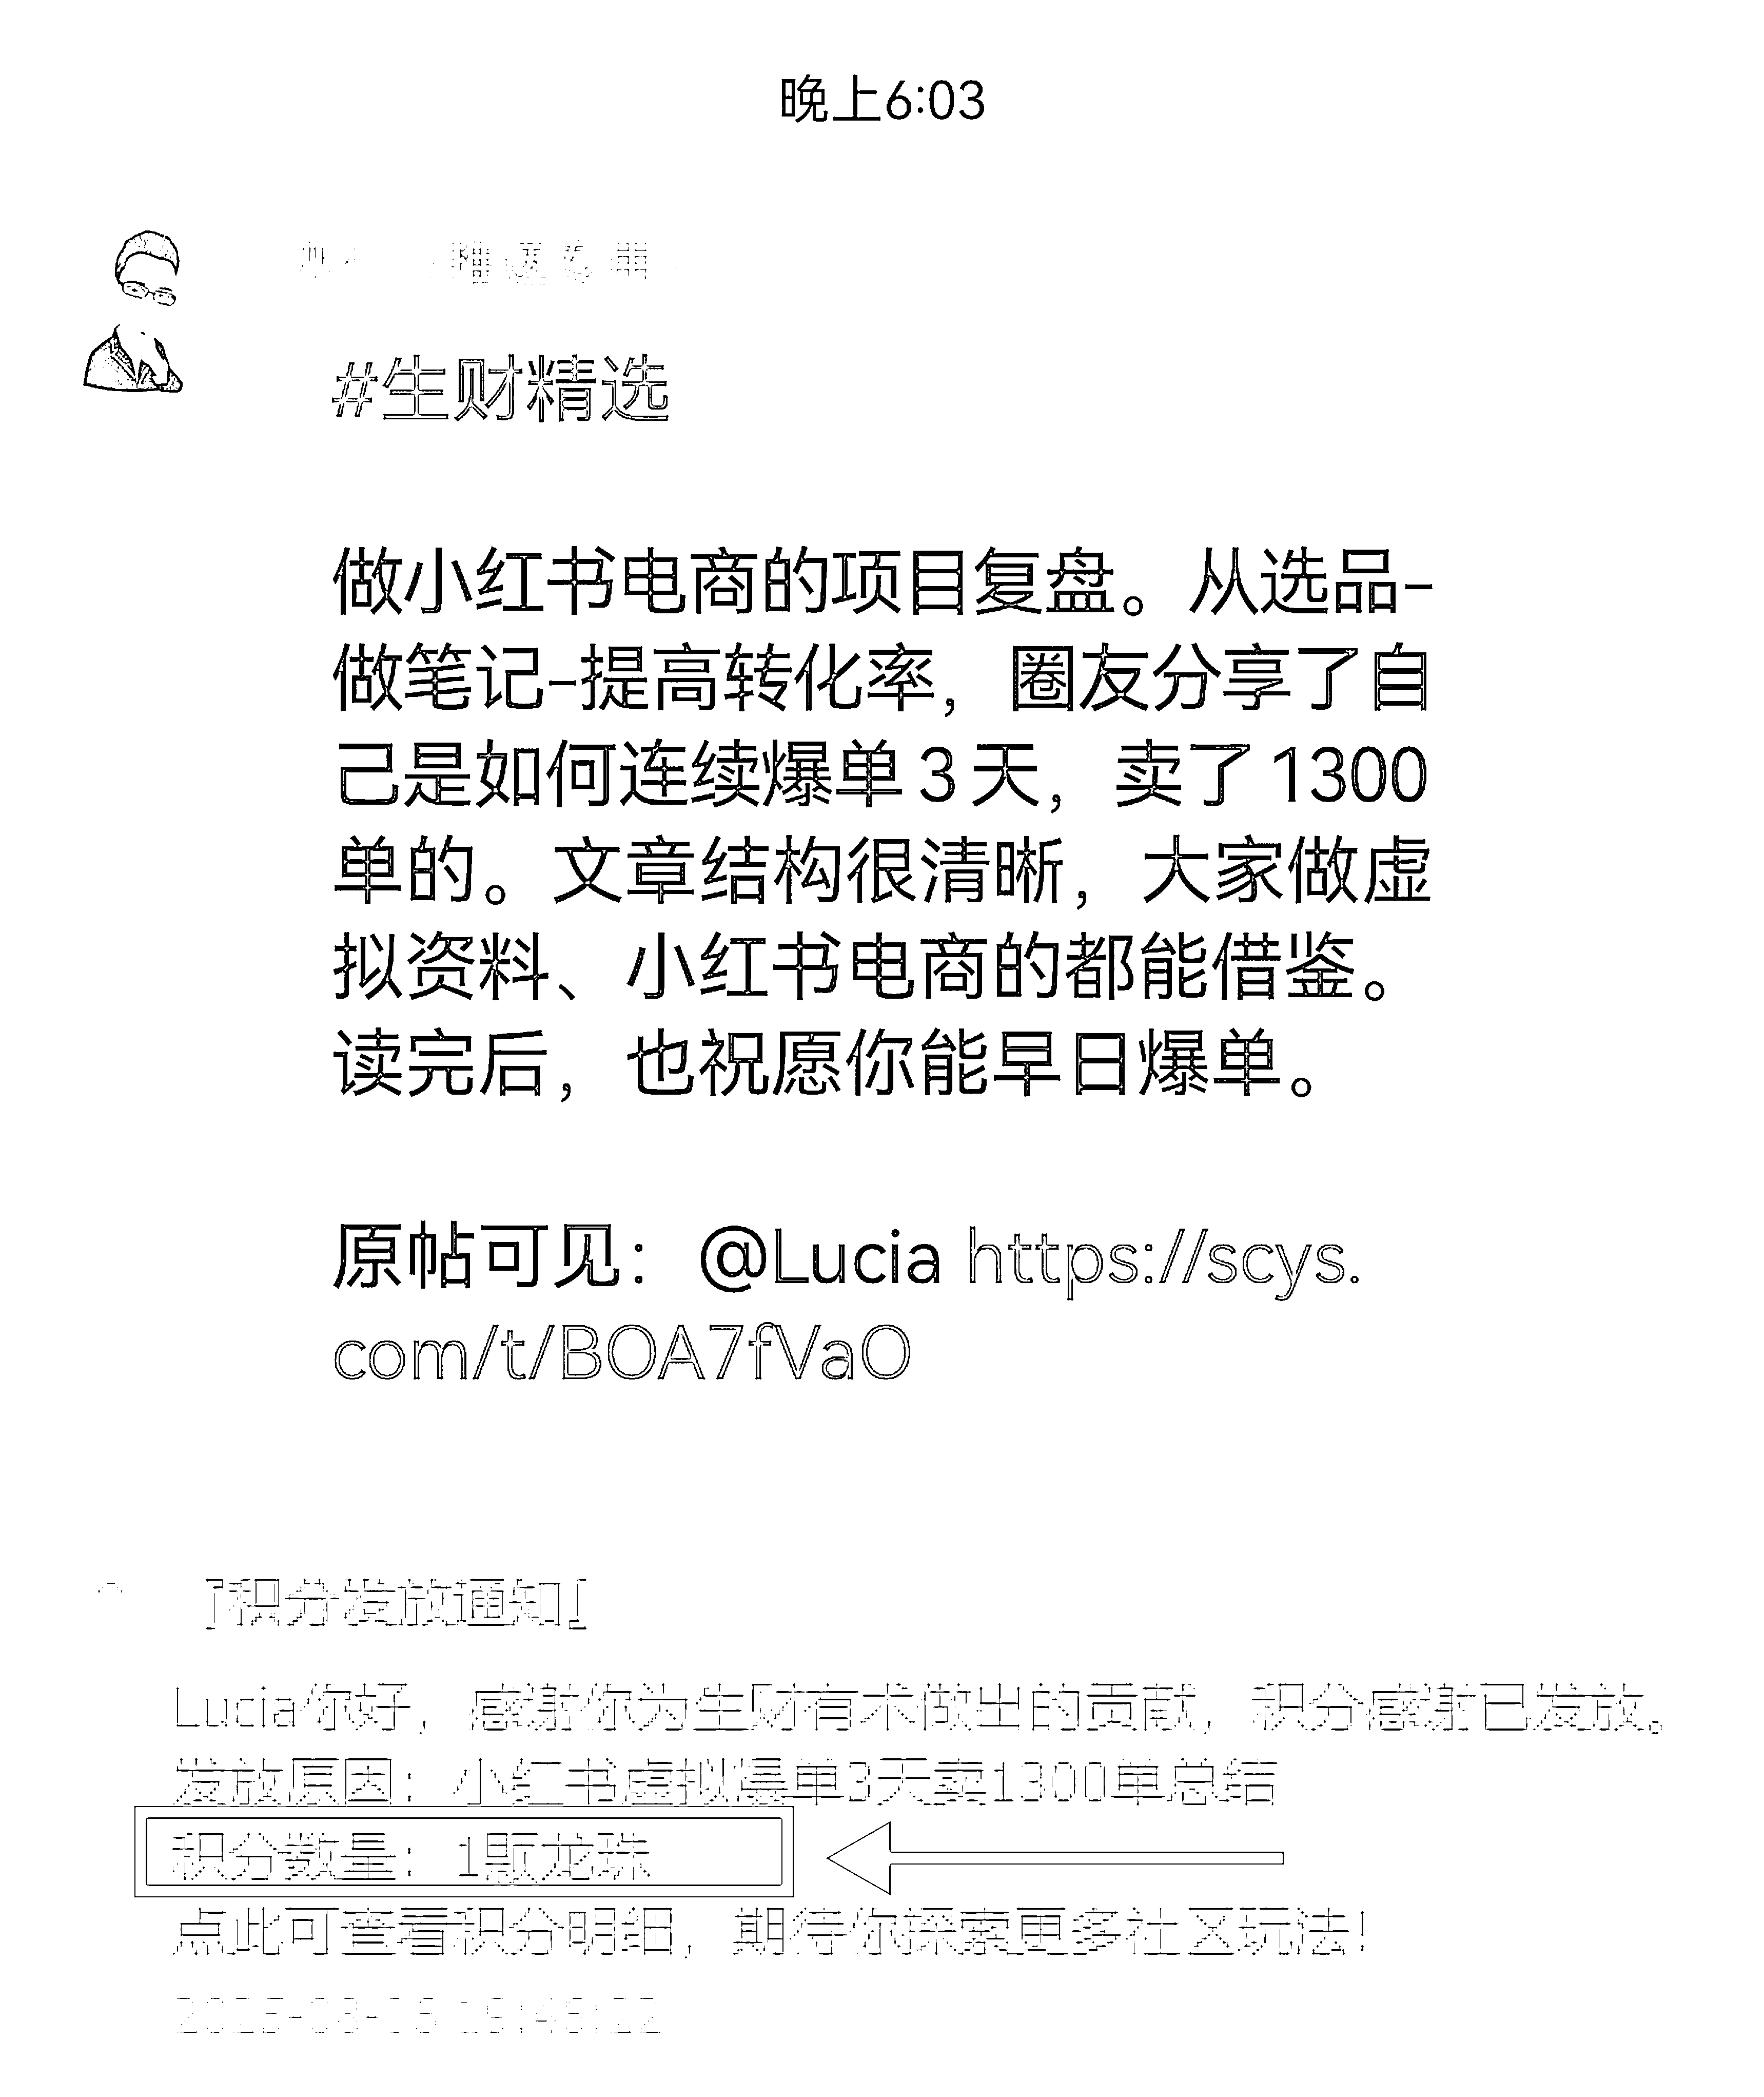 晚上6:03
#生财精选
做小红书电商的项目复盘。从选品-
做笔记-提高转化率，圈友分享了自
己是如何连续爆单3天，卖了1300
单的。文章结构很清晰，大家做虚
拟资料、小红书电商的都能借鉴。
读完后，也祝愿你能早日爆单。
原帖可见：@Lucia https://scys.
com/t/BOA7fVaO
「积分发放通知」
Lucia你好，感谢你为生财有术做出的贡献，积分感谢已发放。
发放原因：小红书虚拟爆单3天卖1300单总结
积分数量：1颗龙珠
点此可查看积分明细，期待你探索更多社区玩法！